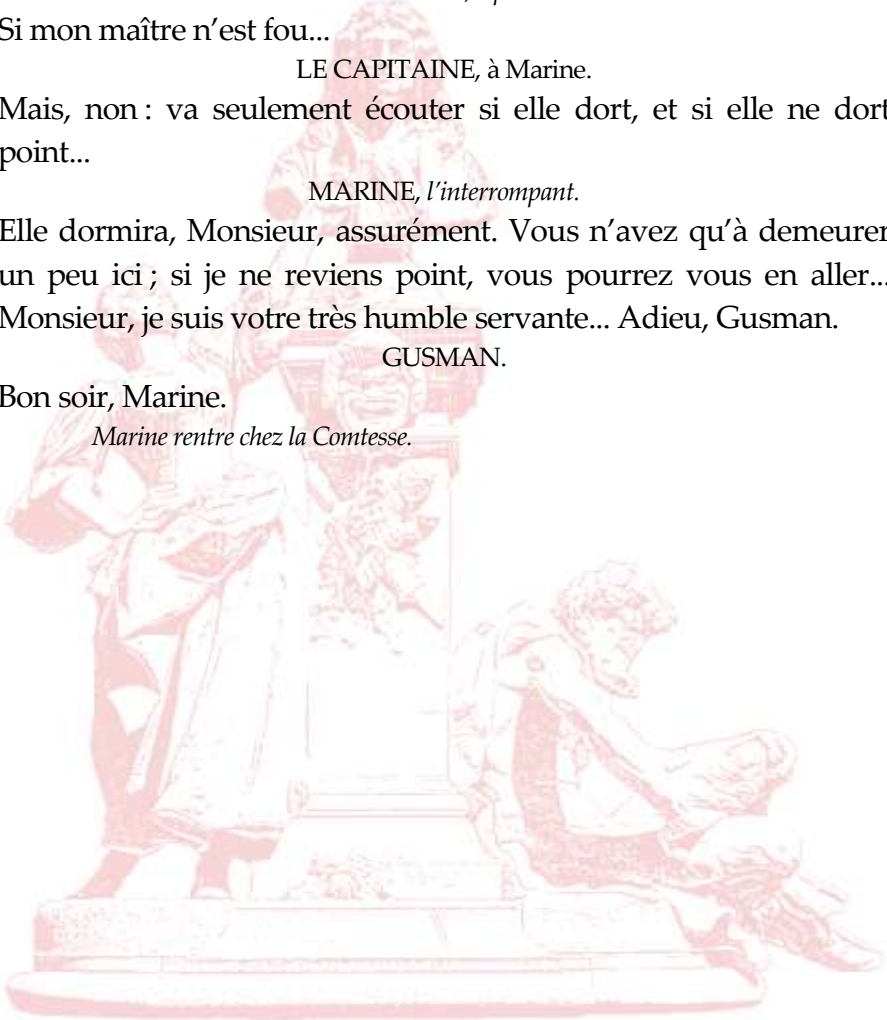 Si mon maître n’est fou...
LE CAPITAINE, à Marine.
Mais, non : va seulement écouter si elle dort, et si elle ne dort
point...
MARINE, l’interrompant.
Elle dormira, Monsieur, assurément. Vous n’avez qu’à demeurer
un peu ici ; si je ne reviens point, vous pourrez vous en aller...
Monsieur, je suis votre très humble servante... Adieu, Gusman.
GUSMAN.
Bon soir, Marine.
Marine rentre chez la Comtesse.